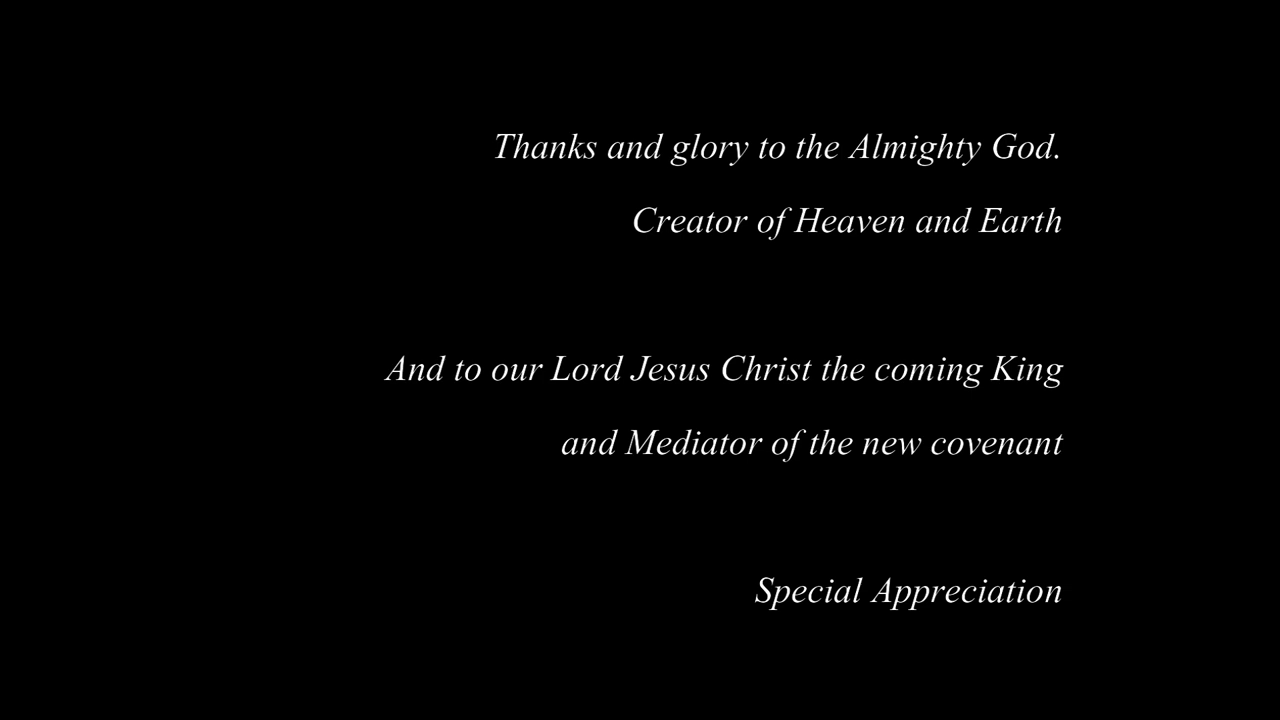 Thanks and glory to the Almighty God.
Creator of Heaven and Earth
And to our Lord Jesus Christ the coming King
and Mediator of the new covenant
Special Appreciation